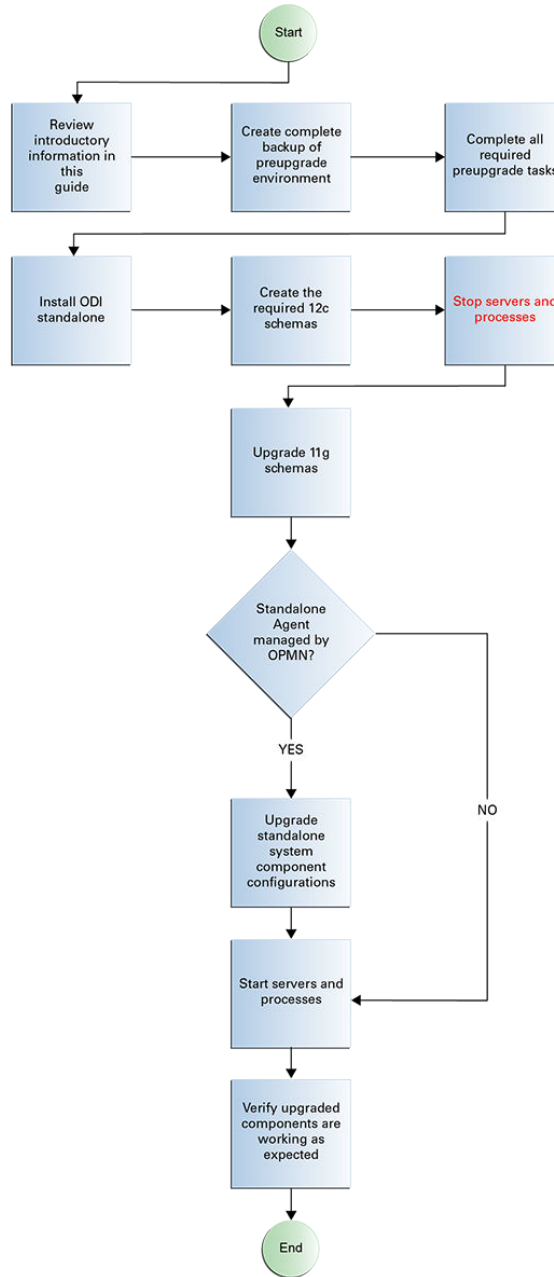 Start
Review
introductory
information in
this
guide
Create complete
backup of
preupgrade
environment
Complete all
required
preupgrade tasks
Install ODI
standalone
Create the
required 12c
schemas
Stop servers and
processes
Upgrade 11g
schemas
Standalone
Agent
managed by
OPMN?
YES
NO
Upgrade
standalone
system
component
configurations
Start servers and
processes
Verify upgraded
components are
working as
expected
End